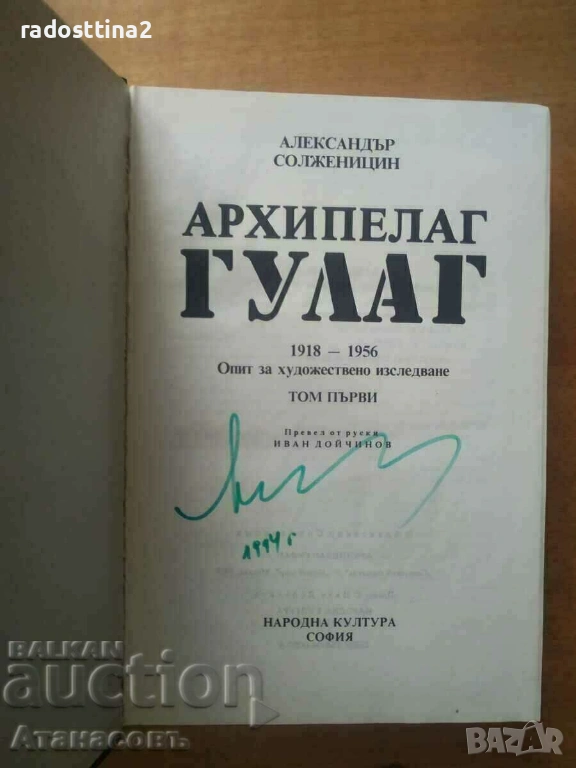 radosttina2
АЛЕКСАНДЪР
СОЛЖЕНИЦИН
АРХИПЕЛАГ
ГУЛАГ
1918 — 1956
Опит за художествено изследване
ТОМ ПЪРВИ
Превел от руски
ИВАН ДОЙЧИНОВ
1994 г
НАРОДНА КУЛТУРА
СОФИЯ
BALKAN
auction
Атанасовъ
BAZAR